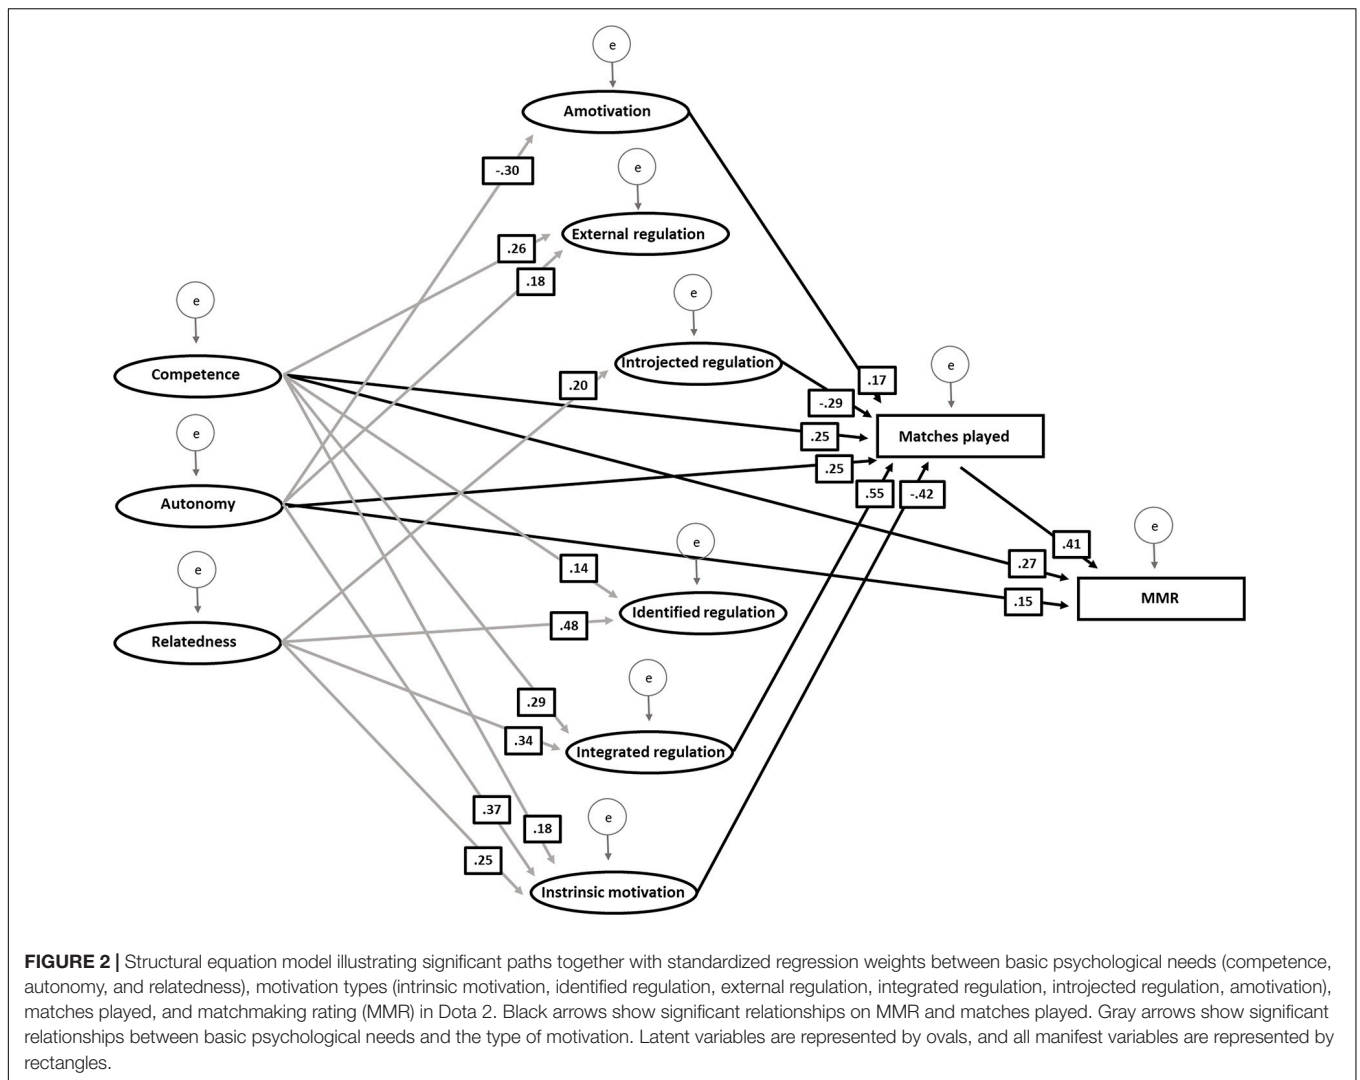 e
Amotivation
-.30
e
External regulation
.26
.18
e
e
Introjected regulation
e
Competence
.20
.17
-.29
e
Matches played
.25
.25
e
Autonomy
.55
-.42
e
.41
e
.27
MMR
.15
e
.14
Identified regulation
.48
Relatedness
e
.29
.34
Integrated regulation
e
.37
.18
.25
Instrinsic motivation
FIGURE 2 | Structural equation model illustrating significant paths together with standardized regression weights between basic psychological needs (competence,
autonomy, and relatedness), motivation types (intrinsic motivation, identified regulation, external regulation, integrated regulation, introjected regulation, amotivation),
matches played, and matchmaking rating (MMR) in Dota 2. Black arrows show significant relationships on MMR and matches played. Gray arrows show significant
relationships between basic psychological needs and the type of motivation. Latent variables are represented by ovals, and all manifest variables are represented by
rectangles.